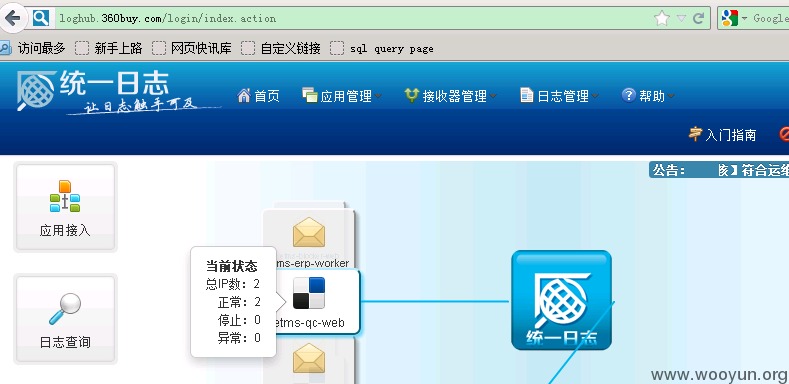 loghub.360buy.com/login/index.action
Google
访问最多 新手上路 网页快讯库 自定义链接 sql query page
统一日志
让日志触手可及
首页 应用管理 接收器管理 日志管理 帮助
入门指南
公告： 】符合运维
应用接入
ms-erp-worker
当前状态
总IP数：2
正常：2
停止：0
异常：0
etms-qc-web
日志查询
统一日志
www.wooyun.org